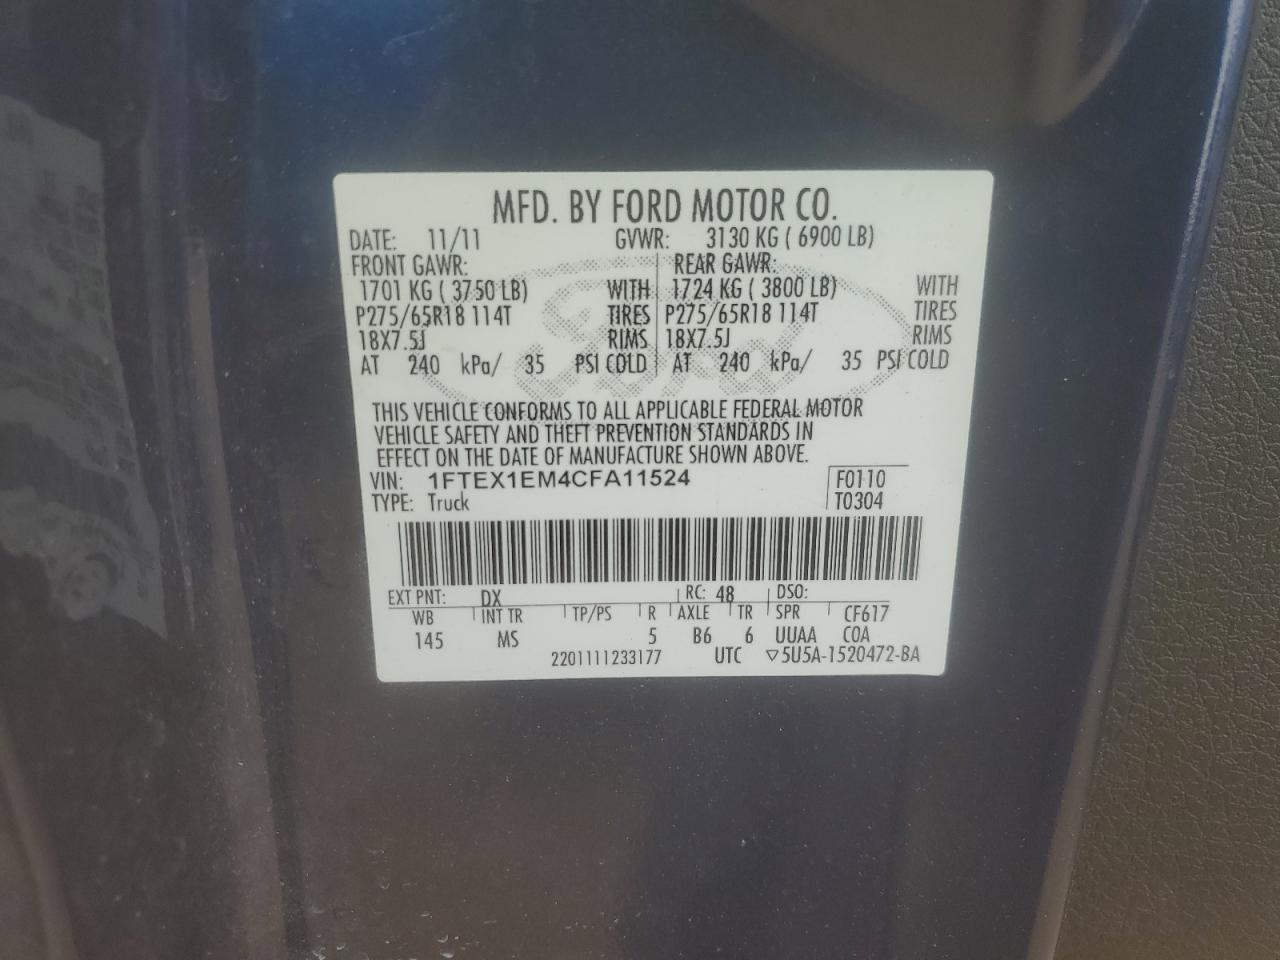 MFD. BY FORD MOTOR CO.
DATE: 11/11 GVWR: 3130 KG ( 6900 LB)
FRONT GAWR: REAR GAWR:
1701 KG ( 3750 LB) WITH 1724 KG ( 3800 LB) WITH
P275/65R18 114T TIRES P275/65R18 114T TIRES
18X7.5J RIMS 18X7.5J RIMS
AT 240 kPa/ 35 PSI COLD AT 240 kPa/ 35 PSI COLD
Ford
THIS VEHICLE CONFORMS TO ALL APPLICABLE FEDERAL MOTOR
VEHICLE SAFETY AND THEFT PREVENTION STANDARDS IN
EFFECT ON THE DATE OF MANUFACTURE SHOWN ABOVE.
VIN: 1FTEX1EM4CFA11524 F0110
TYPE: Truck T0304
EXT PNT: DX RC: 48 DSO:
WB INT TR TP/PS R AXLE TR SPR CF617
145 MS 5 B6 6 UUAA COA
2201111233177 UTC ▽5U5A-1520472-BA